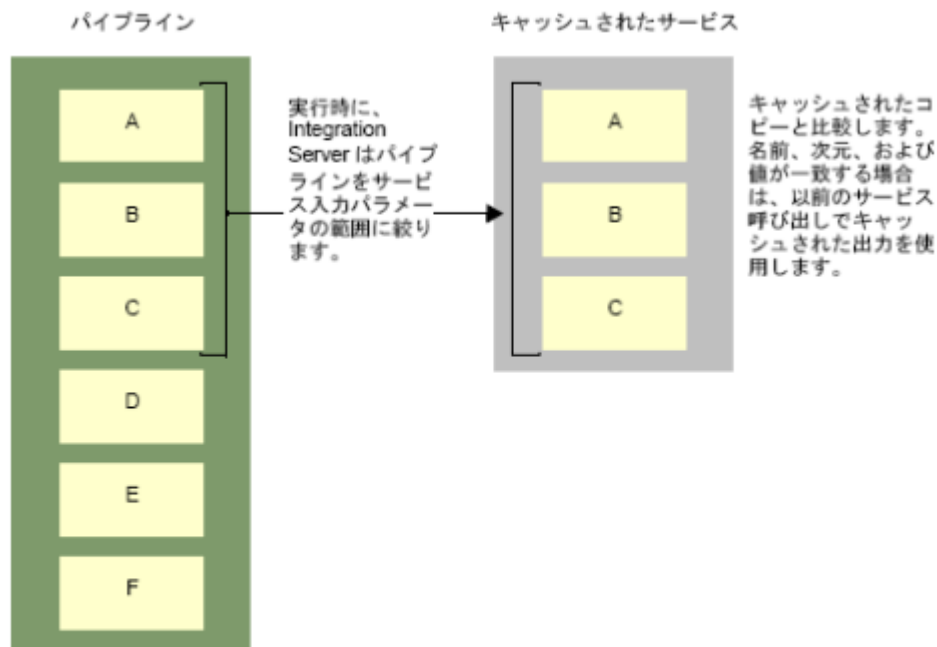 パイプライン
キャッシュされたサービス
A
B
C
D
E
F
実行時に、
Integration
Server はパイプ
ラインをサービ
ス入力パラメー
タの範囲に絞り
ます。
A
B
C
キャッシュされたコ
ピーと比較します。
名前、次元、および
値が一致する場合
は、以前のサービス
呼び出しでキャッ
シュされた出力を使
用します。